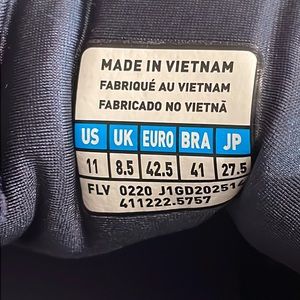 MADE IN VIETNAM
FABRIQUÉ AU VIETNAM
FABRICADO NO VIETNÃ
US UK EURO BRA JP
11 8.5 42.5 41 27.5
FLV 0220 J1GD202514
411222.5757